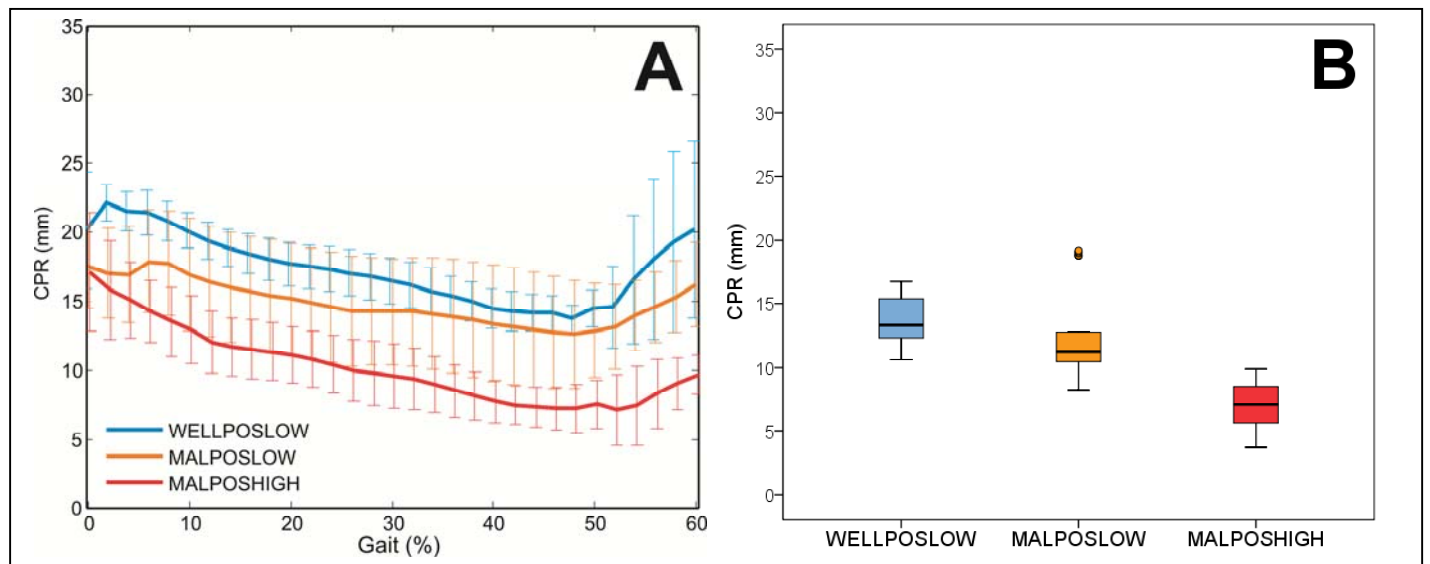 A
35
30
25
20
15
10
5
0
CPR (mm)
WELLPOSLOW
MALPOSLOW
MALPOSHIGH
0 10 20 30 40 50 60
Gait (%)
B
35
30
25
20
15
10
5
0
CPR (mm)
WELLPOSLOW MALPOSLOW MALPOSHIGH